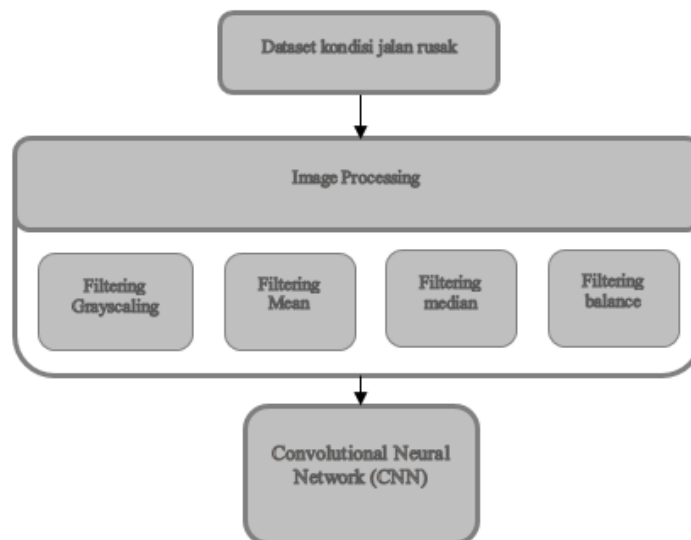 Dataset kondisi jalan rusak
Image Processing
Filtering
Grayscaling
Filtering
Mean
Filtering
median
Filtering
balance
Convolutional Neural
Network (CNN)